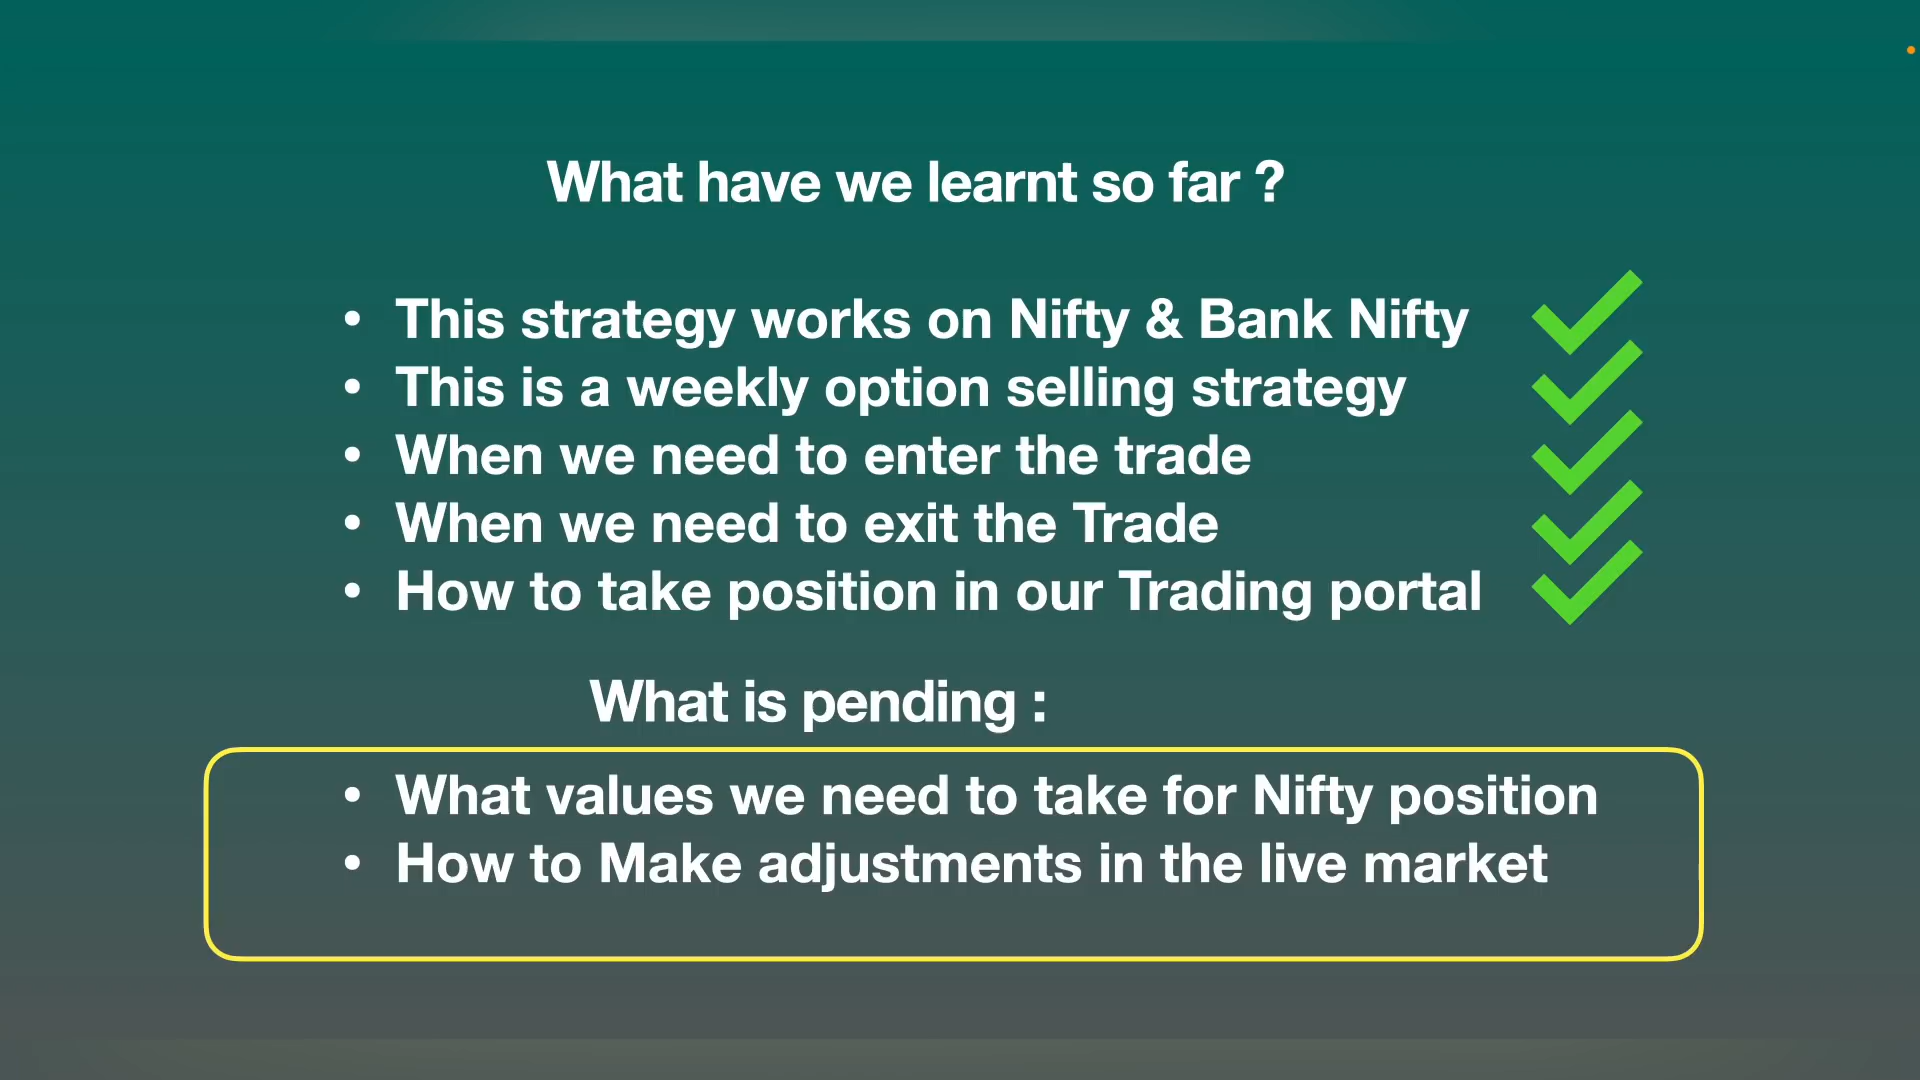 What have we learnt so far ?
• This strategy works on Nifty & Bank Nifty
• This is a weekly option selling strategy
• When we need to enter the trade
• When we need to exit the Trade
• How to take position in our Trading portal
What is pending :
• What values we need to take for Nifty position
• How to Make adjustments in the live market